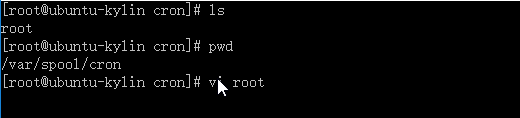 [root@ubuntu-kylin cron]# ls
root
[root@ubuntu-kylin cron]# pwd
/var/spool/cron
[root@ubuntu-kylin cron]# vi root